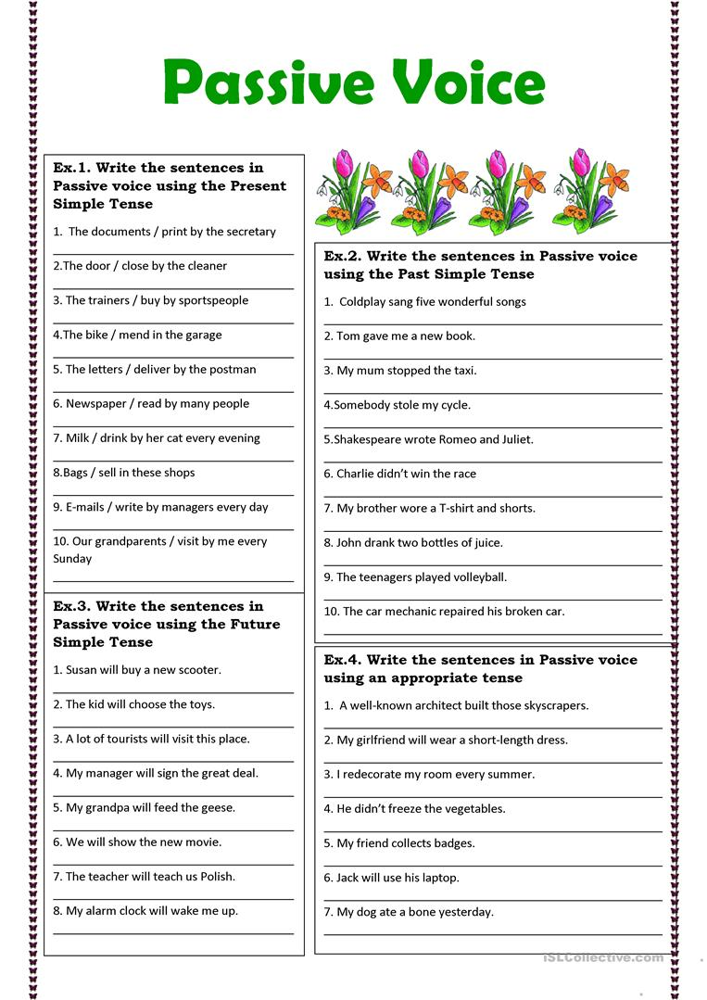 Passive Voice
Ex.1. Write the sentences in
Passive voice using the Present
Simple Tense
1. The documents / print by the secretary
2.The door / close by the cleaner
3. The trainers / buy by sportspeople
4.The bike / mend in the garage
5. The letters / deliver by the postman
6. Newspaper / read by many people
7. Milk / drink by her cat every evening
8.Bags / sell in these shops
9. E-mails / write by managers every day
10. Our grandparents / visit by me every
Sunday
Ex.2. Write the sentences in Passive voice
using the Past Simple Tense
1. Coldplay sang five wonderful songs
2. Tom gave me a new book.
3. My mum stopped the taxi.
4.Somebody stole my cycle.
5.Shakespeare wrote Romeo and Juliet.
6. Charlie didn’t win the race
7. My brother wore a T-shirt and shorts.
8. John drank two bottles of juice.
9. The teenagers played volleyball.
10. The car mechanic repaired his broken car.
Ex.3. Write the sentences in
Passive voice using the Future
Simple Tense
1. Susan will buy a new scooter.
2. The kid will choose the toys.
3. A lot of tourists will visit this place.
4. My manager will sign the great deal.
5. My grandpa will feed the geese.
6. We will show the new movie.
7. The teacher will teach us Polish.
8. My alarm clock will wake me up.
Ex.4. Write the sentences in Passive voice
using an appropriate tense
1. A well-known architect built those skyscrapers.
2. My girlfriend will wear a short-length dress.
3. I redecorate my room every summer.
4. He didn’t freeze the vegetables.
5. My friend collects badges.
6. Jack will use his laptop.
7. My dog ate a bone yesterday.
iSLCollective.com